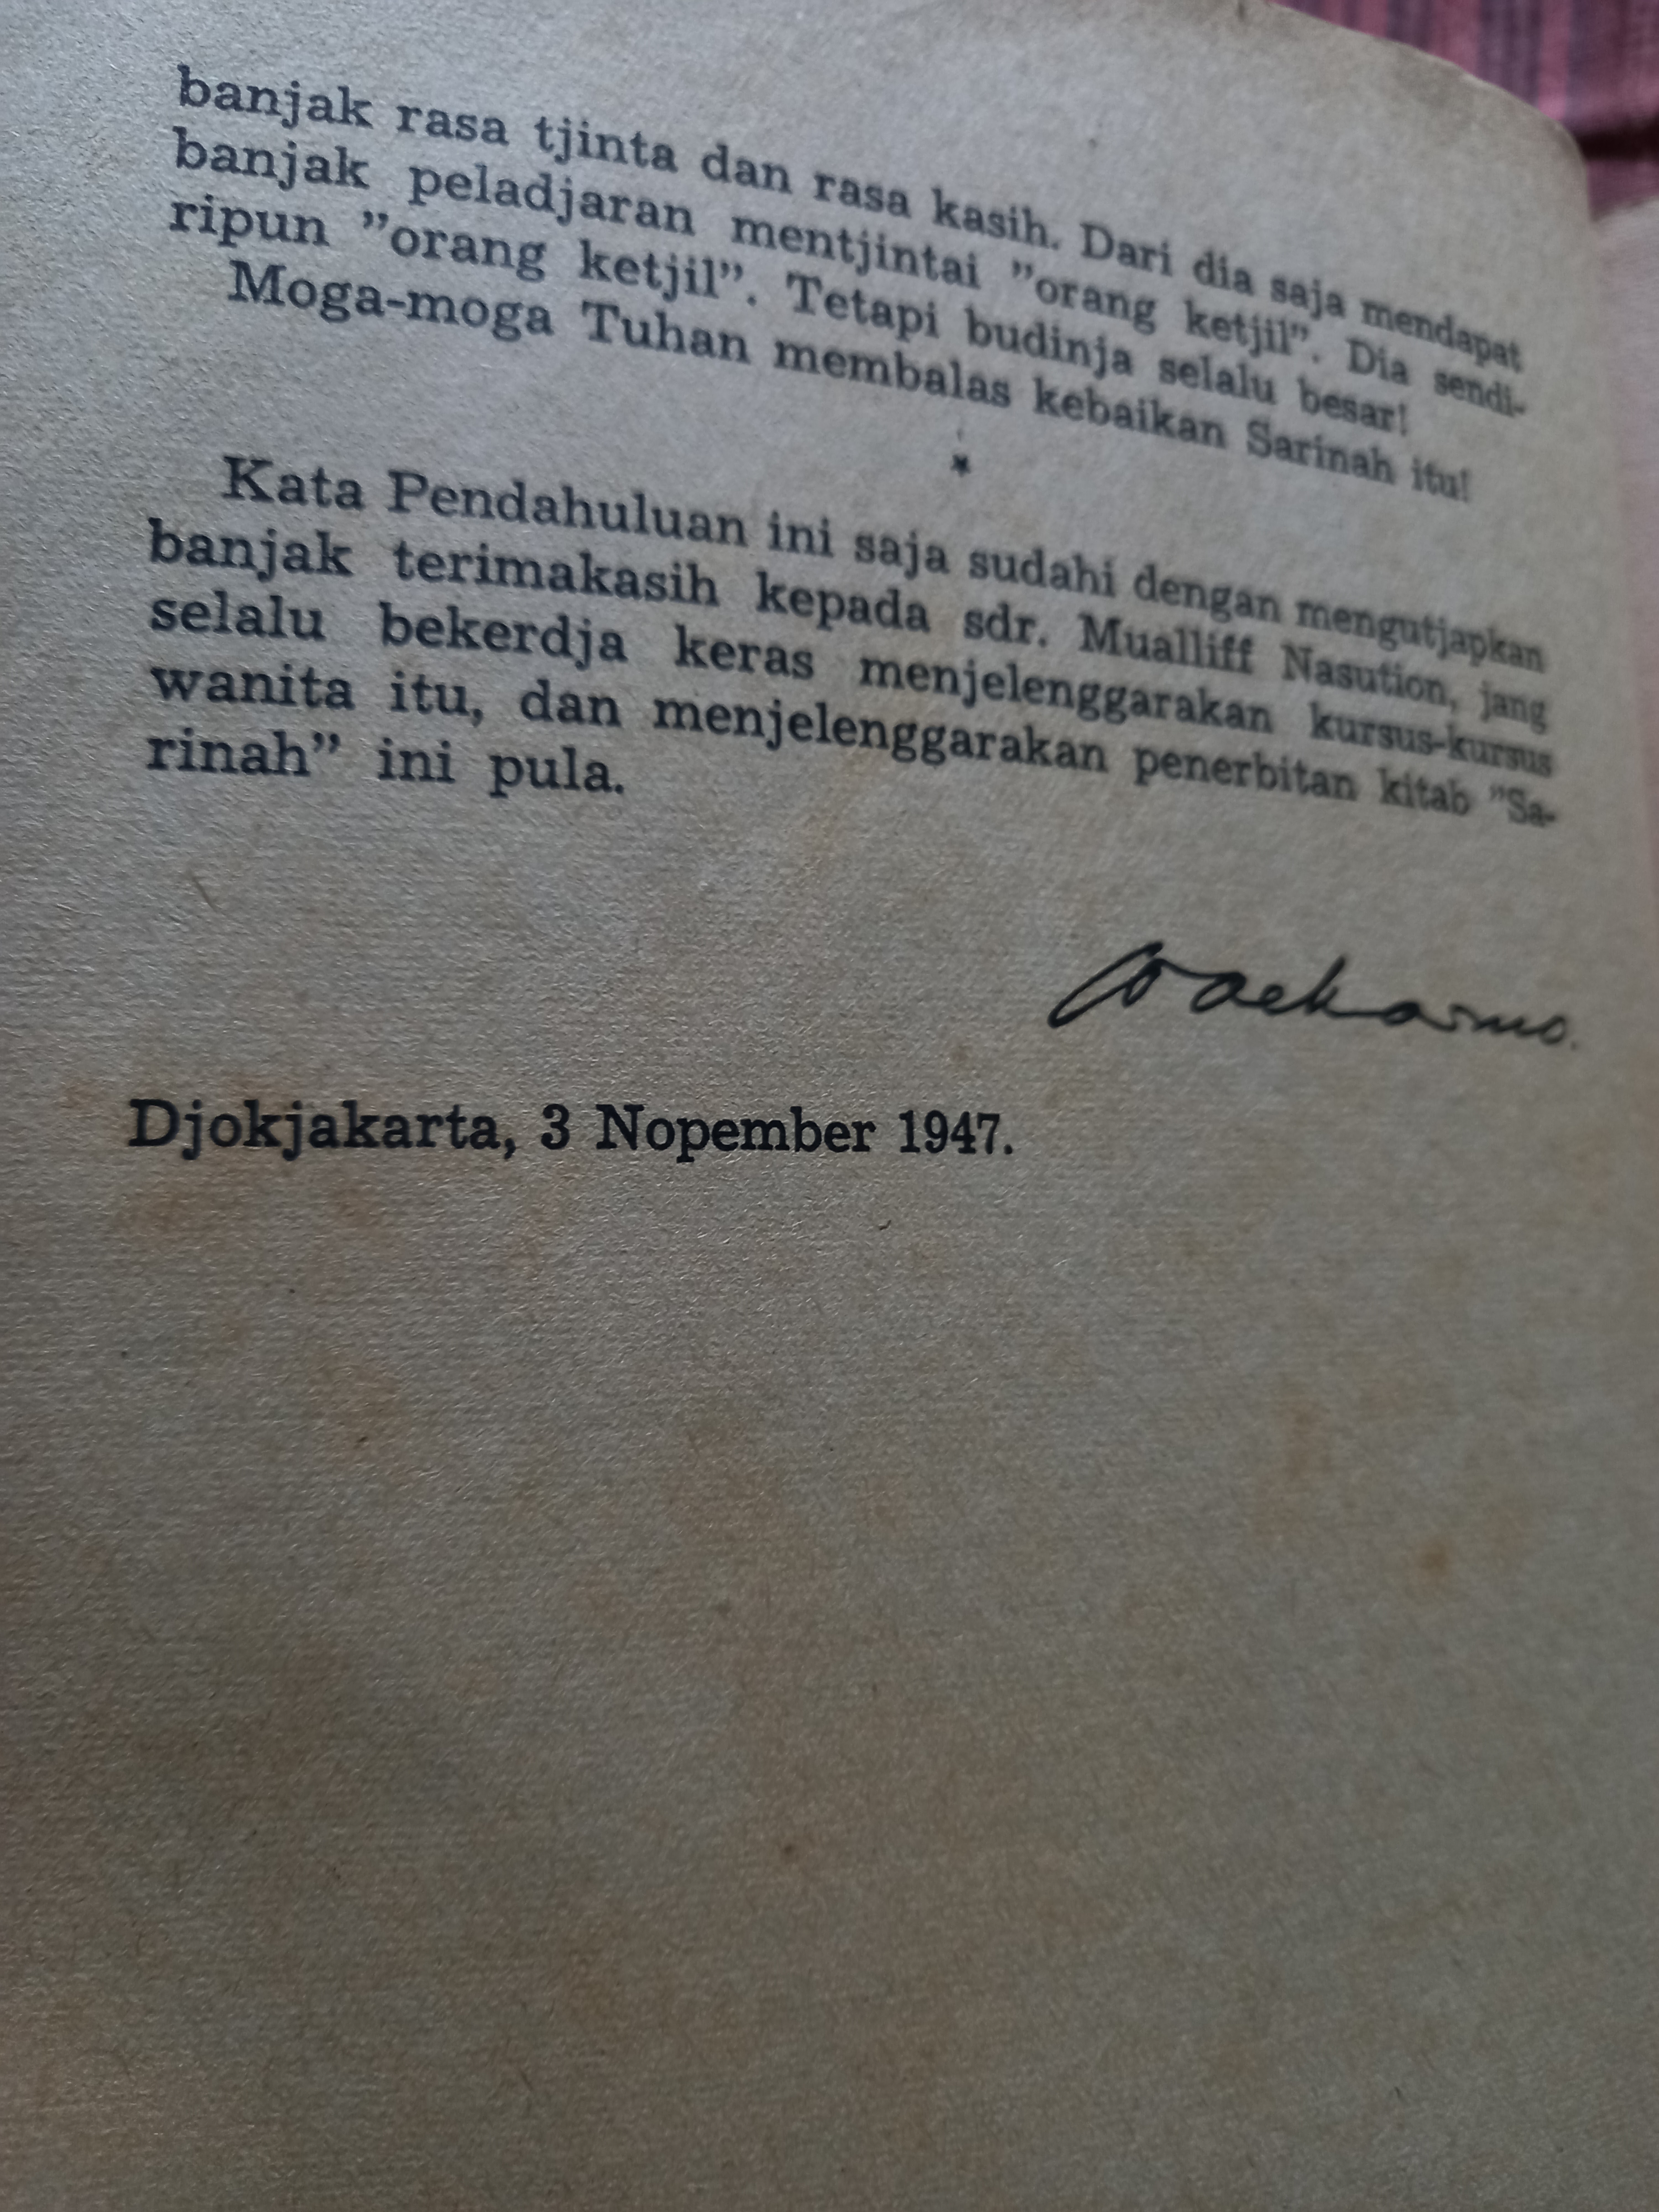 banjak rasa tjinta dan rasa kasih. Dari dia saja mendapat
banjak peladjaran mentjintai ”orang ketjil”. Dia sendi-
ripun ”orang ketjil”. Tetapi budinja selalu besar!
Moga-moga Tuhan membalas kebaikan Sarinah itu!
*
Kata Pendahuluan ini saja sudahi dengan mengutjapkan
banjak terimakasih kepada sdr. Mualliff Nasution, jang
selalu bekerdja keras menjelenggarakan kursus-kursus
wanita itu, dan menjelenggarakan penerbitan kitab ”Sa-
rinah” ini pula.
Soekarno.
Djokjakarta, 3 Nopember 1947.